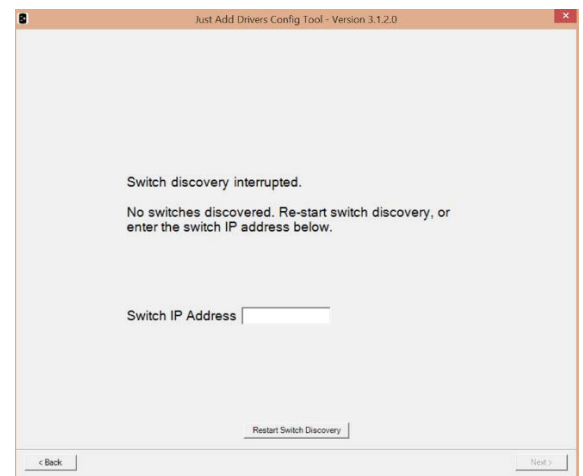 Just Add Drivers Config Tool - Version 3.1.2.0
Switch discovery interrupted.
No switches discovered. Re-start switch discovery, or
enter the switch IP address below.
Switch IP Address
Restart Switch Discovery
< Back
Next >